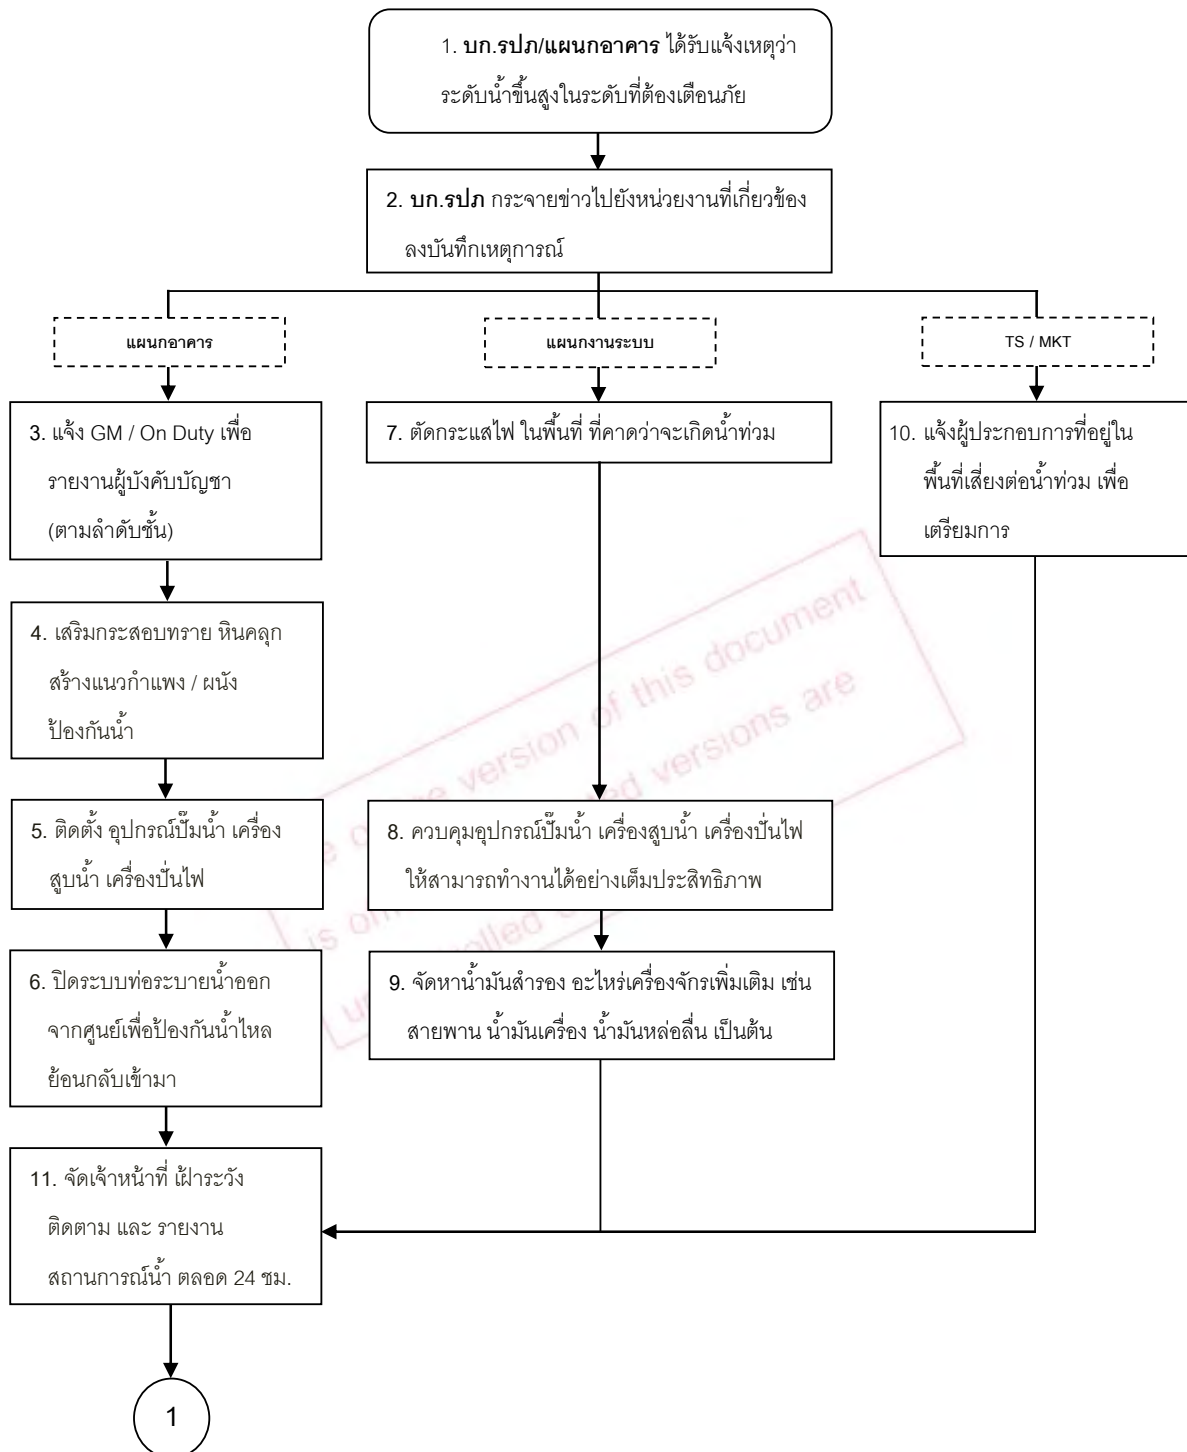 1. บก.รปภ/แผนกอาคาร ได้รับแจ้งเหตุว่า
ระดับน้ำขึ้นสูงในระดับที่ต้องเตือนภัย
2. บก.รปภ กระจายข่าวไปยังหน่วยงานที่เกี่ยวข้อง
ลงบันทึกเหตุการณ์
แผนกอาคาร
3. แจ้ง GM / On Duty เพื่อ
รายงานผู้บังคับบัญชา
(ตามลำดับชั้น)
4. เสริมกระสอบทราย หินคลุก
สร้างแนวกำแพง / ผนัง
ป้องกันน้ำ
5. ติดตั้ง อุปกรณ์ปั๊มน้ำ เครื่อง
สูบน้ำ เครื่องปั่นไฟ
6. ปิดระบบท่อระบายน้ำออก
จากศูนย์เพื่อป้องกันน้ำไหล
ย้อนกลับเข้ามา
แผนกงานระบบ
7. ตัดกระแสไฟ ในพื้นที่ ที่คาดว่าจะเกิดน้ำท่วม
8. ควบคุมอุปกรณ์ปั๊มน้ำ เครื่องสูบน้ำ เครื่องปั่นไฟ
ให้สามารถทำงานได้อย่างเต็มประสิทธิภาพ
9. จัดหาน้ำมันสำรอง อะไหร่เครื่องจักรเพิ่มเติม เช่น
สายพาน น้ำมันเครื่อง น้ำมันหล่อลื่น เป็นต้น
TS / MKT
10. แจ้งผู้ประกอบการที่อยู่ใน
พื้นที่เสี่ยงต่อน้ำท่วม เพื่อ
เตรียมการ
11. จัดเจ้าหน้าที่ เฝ้าระวัง
ติดตาม และ รายงาน
สถานการณ์น้ำ ตลอด 24 ชม.
1
version of this document
versions are